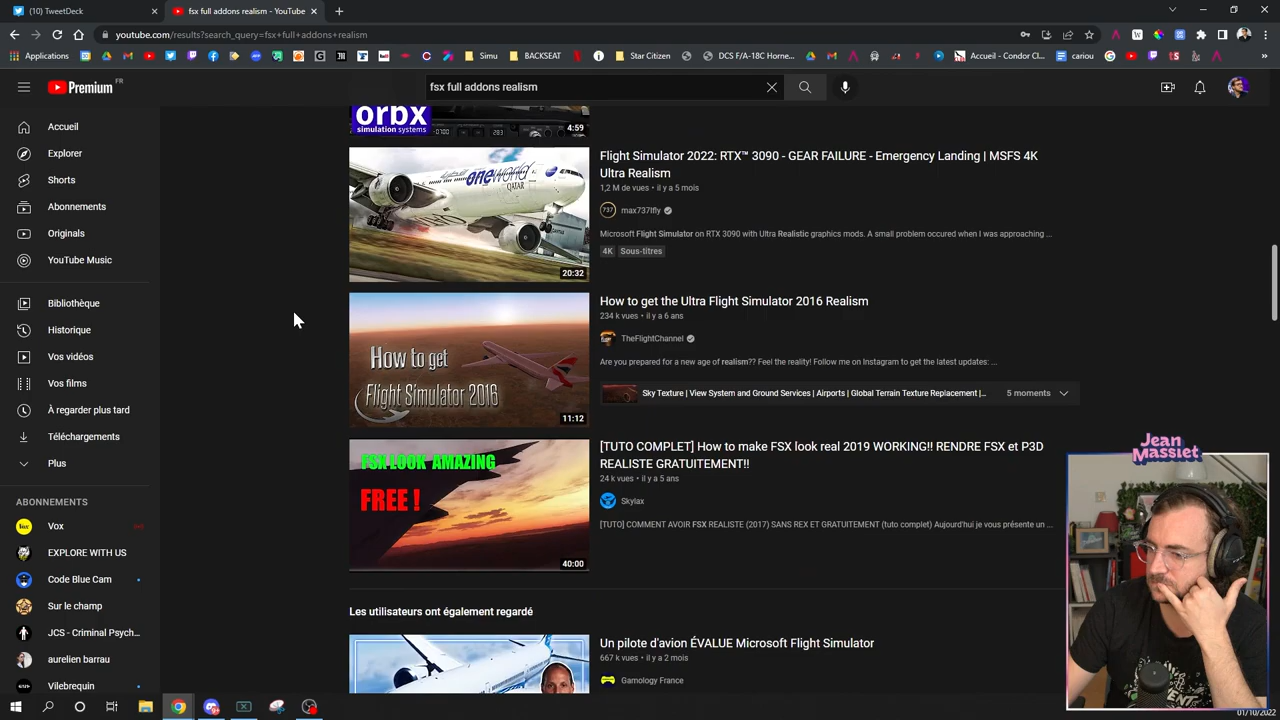 (10) TweetDeck
fsx full addons realism - YouTube
youtube.com/results?search_query=fsx+full+addons+realism
Applications
Simu
BACKSEAT
Star Citizen
DCS F/A-18C Horne...
Accueil - Condor Cl...
cariou
Premium FR
fsx full addons realism
Accueil
Explorer
Shorts
Abonnements
Originals
YouTube Music
Bibliothèque
Historique
Vos vidéos
Vos films
À regarder plus tard
Téléchargements
Plus
ABONNEMENTS
Vox
EXPLORE WITH US
Code Blue Cam
Sur le champ
JCS - Criminal Psych...
aurelien barrau
Vilebrequin
orbx
simulation systems
4:59
oneworld
QATAR
20:32
Flight Simulator 2022: RTX™ 3090 - GEAR FAILURE - Emergency Landing | MSFS 4K
Ultra Realism
1,2 M de vues • il y a 5 mois
737 max737lfly
Microsoft Flight Simulator on RTX 3090 with Ultra Realistic graphics mods. A small problem occured when I was approaching ...
4K Sous-titres
How to get
Flight Simulator 2016
11:12
How to get the Ultra Flight Simulator 2016 Realism
234 k vues • il y a 6 ans
TheFlightChannel
Are you prepared for a new age of realism?? Feel the reality! Follow me on Instagram to get the latest updates: ...
Sky Texture | View System and Ground Services | Airports | Global Terrain Texture Replacement |...
5 moments
FSX LOOK AMAZING
FREE !
40:00
[TUTO COMPLET] How to make FSX look real 2019 WORKING!! RENDRE FSX et P3D
REALISTE GRATUITEMENT!!
24 k vues • il y a 5 ans
Skylax
[TUTO] COMMENT AVOIR FSX REALISTE (2017) SANS REX ET GRATUITEMENT (tuto complet) Aujourd'hui je vous présente un ...
Les utilisateurs ont également regardé
Un pilote d'avion ÉVALUE Microsoft Flight Simulator
667 k vues • il y a 2 mois
Gamology France
Jean
Massiet
01/10/2022